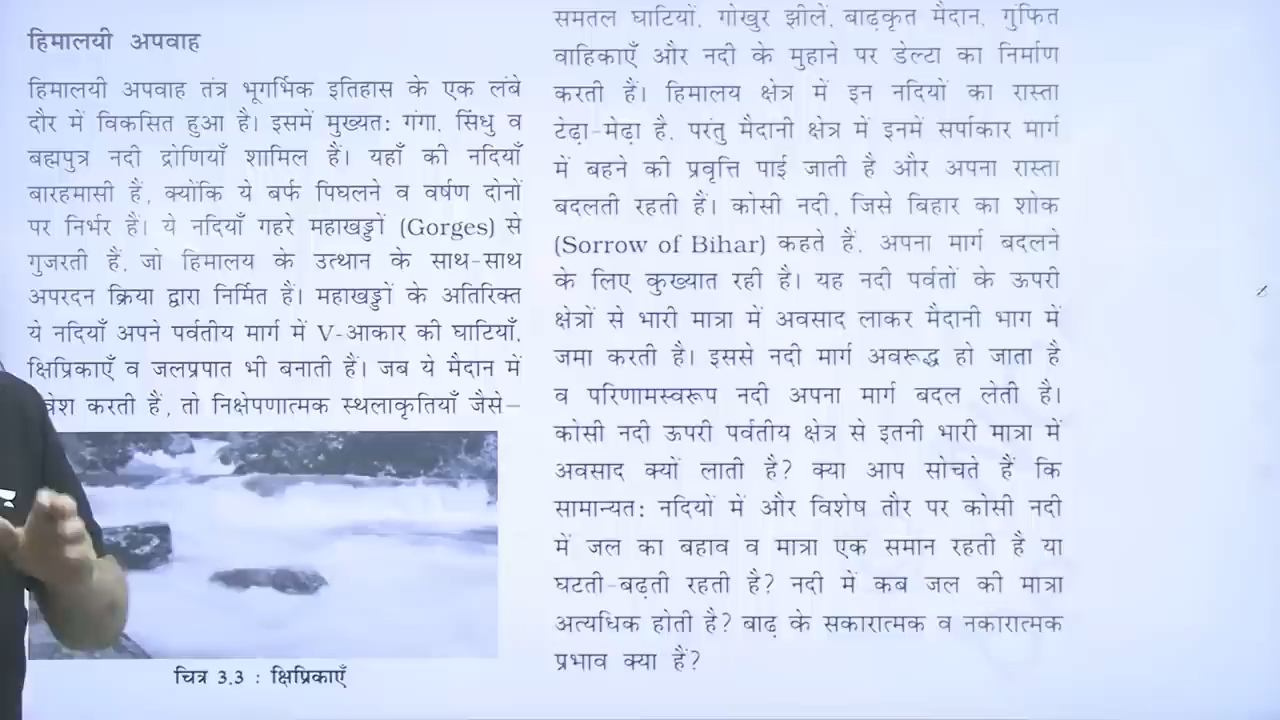 हिमालयी अपवाह
हिमालयी अपवाह तंत्र भूगर्भिक इतिहास के एक लंबे
दौर में विकसित हुआ है। इसमें मुख्यत: गंगा, सिंधु व
ब्रह्मपुत्र नदी द्रोणियाँ शामिल हैं। यहाँ की नदियाँ
बारहमासी हैं, क्योंकि ये बर्फ पिघलने व वर्षण दोनों
पर निर्भर हैं। ये नदियाँ गहरे महाखड्डों (Gorges) से
गुजरती हैं, जो हिमालय के उत्थान के साथ-साथ
अपरदन क्रिया द्वारा निर्मित हैं। महाखड्डों के अतिरिक्त
ये नदियाँ अपने पर्वतीय मार्ग में V-आकार की घाटियाँ,
क्षिप्रिकाएँ व जलप्रपात भी बनाती हैं। जब ये मैदान में
करती हैं, तो निक्षेपणात्मक स्थलाकृतियाँ जैसे–
चित्र 3.3 : क्षिप्रिकाएँ
समतल घाटियों, गोखुर झीलें, बाढ़कृत मैदान, गुंफित
वाहिकाएँ और नदी के मुहाने पर डेल्टा का निर्माण
करती हैं। हिमालय क्षेत्र में इन नदियों का रास्ता
टेढ़ा-मेढ़ा है, परंतु मैदानी क्षेत्र में इनमें सर्पाकार मार्ग
में बहने की प्रवृत्ति पाई जाती है और अपना रास्ता
बदलती रहती हैं। कोसी नदी, जिसे बिहार का शोक
(Sorrow of Bihar) कहते हैं, अपना मार्ग बदलने
के लिए कुख्यात रही है। यह नदी पर्वतों के ऊपरी
क्षेत्रों से भारी मात्रा में अवसाद लाकर मैदानी भाग में
जमा करती है। इससे नदी मार्ग अवरूद्ध हो जाता है
व परिणामस्वरूप नदी अपना मार्ग बदल लेती है।
कोसी नदी ऊपरी पर्वतीय क्षेत्र से इतनी भारी मात्रा में
अवसाद क्यों लाती है? क्या आप सोचते हैं कि
सामान्यत: नदियों में और विशेष तौर पर कोसी नदी
में जल का बहाव व मात्रा एक समान रहती है या
घटती-बढ़ती रहती है? नदी में कब जल की मात्रा
अत्यधिक होती है? बाढ़ के सकारात्मक व नकारात्मक
प्रभाव क्या हैं?